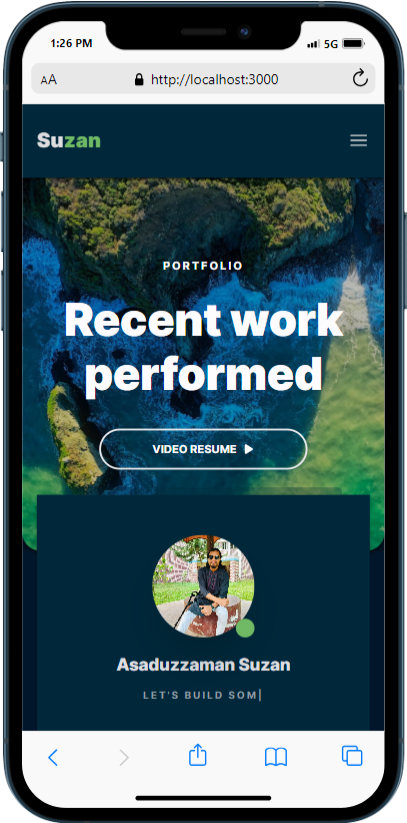 1:26 PM 5G
AA http://localhost:3000
Suzan
PORTFOLIO
Recent work
performed
VIDEO RESUME
Asaduzzaman Suzan
LET'S BUILD SOM|